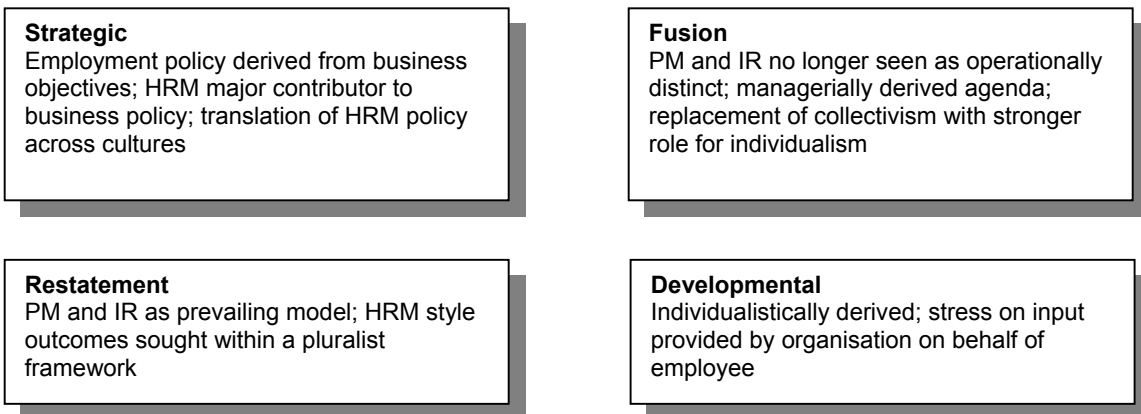 Strategic
Employment policy derived from business
objectives; HRM major contributor to
business policy; translation of HRM policy
across cultures
Fusion
PM and IR no longer seen as operationally
distinct; managerially derived agenda;
replacement of collectivism with stronger
role for individualism
Restatement
PM and IR as prevailing model; HRM style
outcomes sought within a pluralist
framework
Developmental
Individualistically derived; stress on input
provided by organisation on behalf of
employee